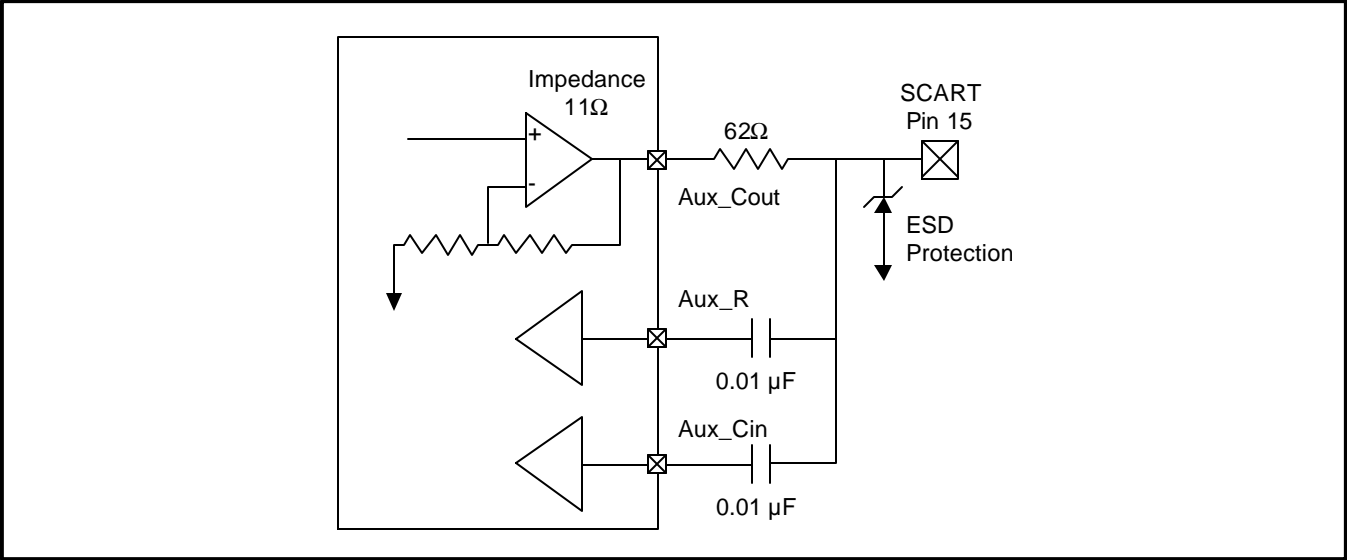 Impedance
11Ω
SCART
Pin 15
62Ω
+
-
Aux_Cout
ESD
Protection
Aux_R
0.01 µF
Aux_Cin
0.01 µF